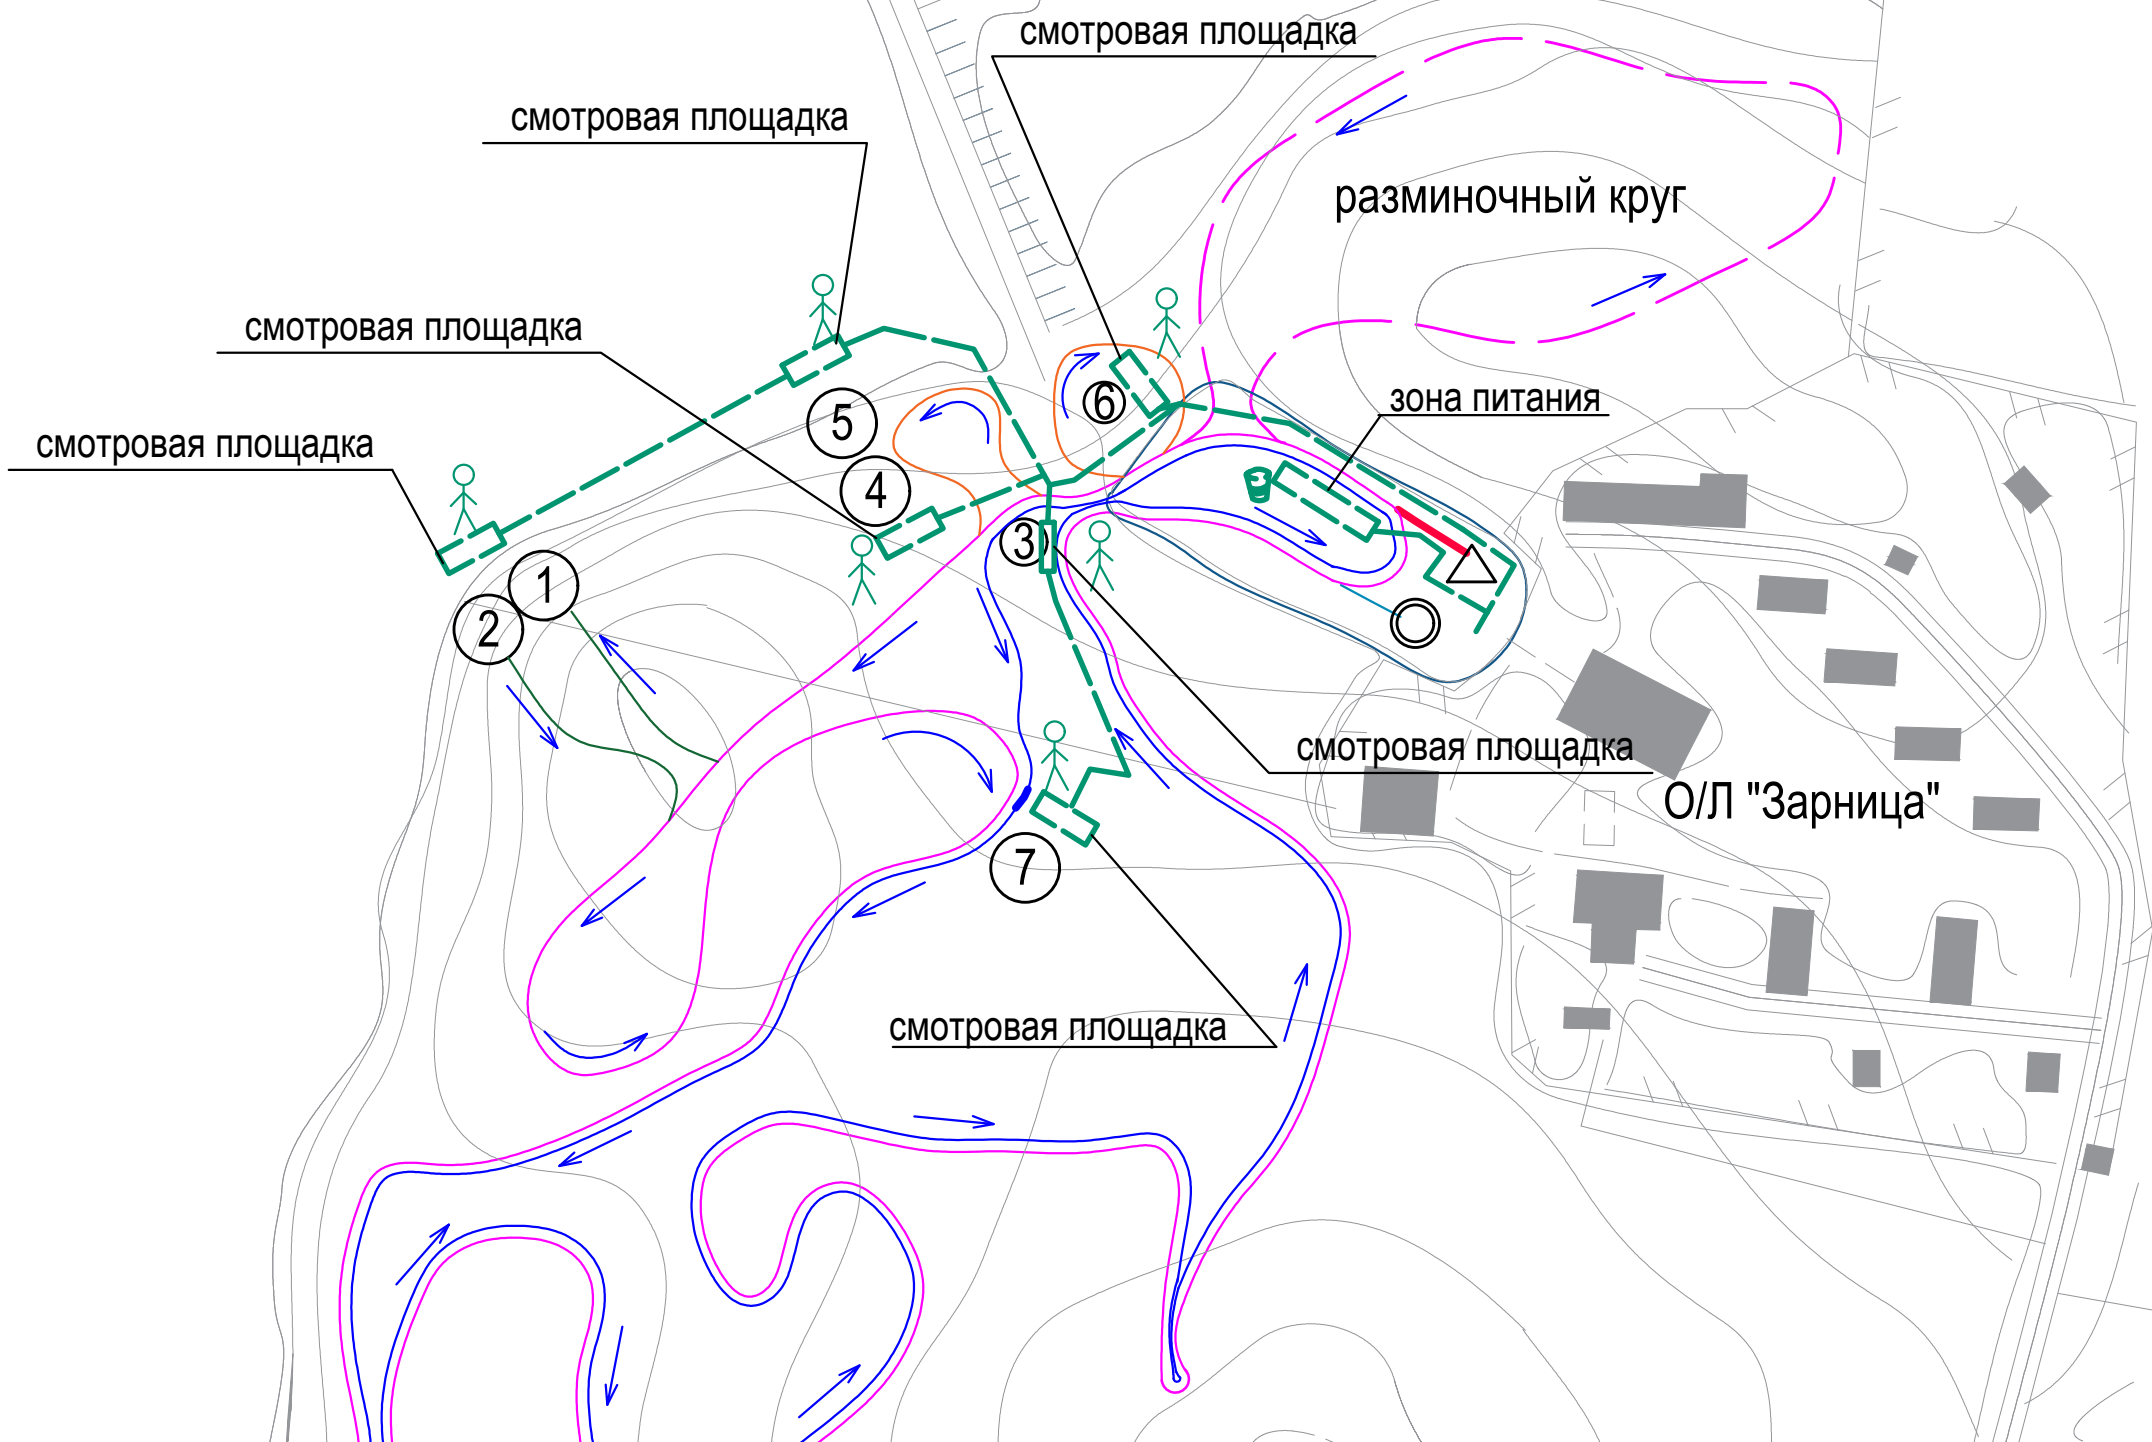 смотровая площадка
смотровая площадка
разминочный круг
смотровая площадка
зона питания
6
5
смотровая площадка
4
3
1
2
смотровая площадка
О/Л "Зарница"
7
смотровая площадка